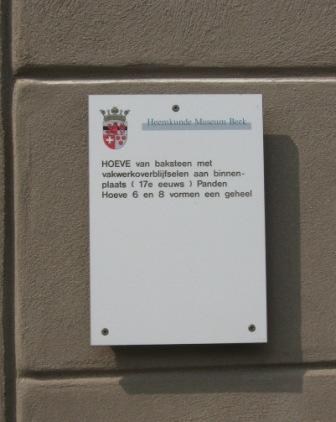 Heemkunde Museum Beek
HOEVE van baksteen met
vakwerkoverblijfselen aan binnen-
plaats ( 17e eeuws ) Panden
Hoeve 6 en 8 vormen een geheel